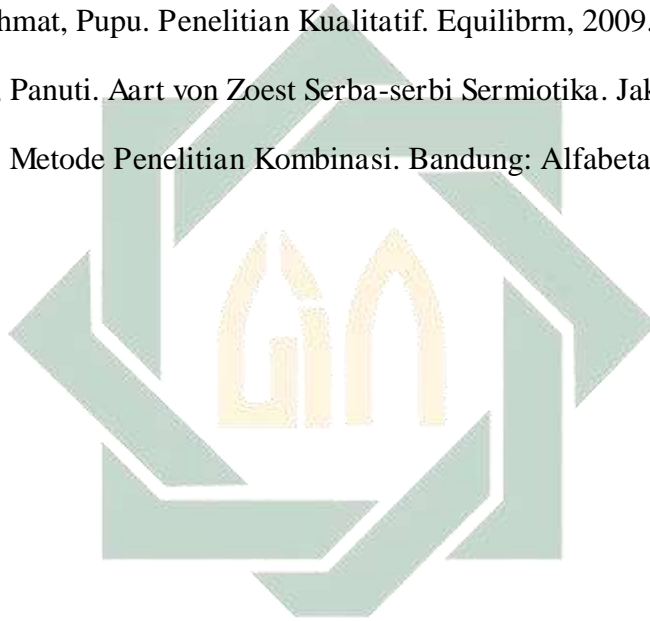 hmat, Pupu. Penelitian Kualitatif. Equilibrm, 2009.
, Panuti. Aart von Zoest Serba-serbi Sermiotika. Jak
Metode Penelitian Kombinasi. Bandung: Alfabeta
UIN